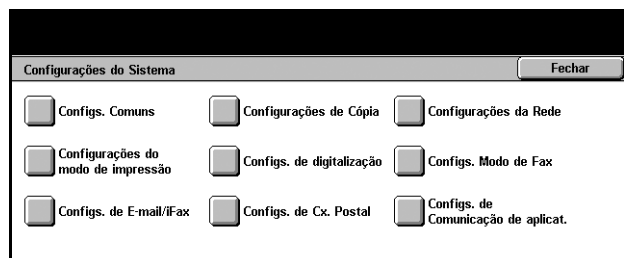 Configurações do Sistema
Fechar
Configs. Comuns
Configurações de Cópia
Configurações da Rede
Configurações do
modo de impressão
Configs. de digitalização
Configs. Modo de Fax
Configs. de E-mail/iFax
Configs. de Cx. Postal
Configs. de
Comunicação de aplicat.